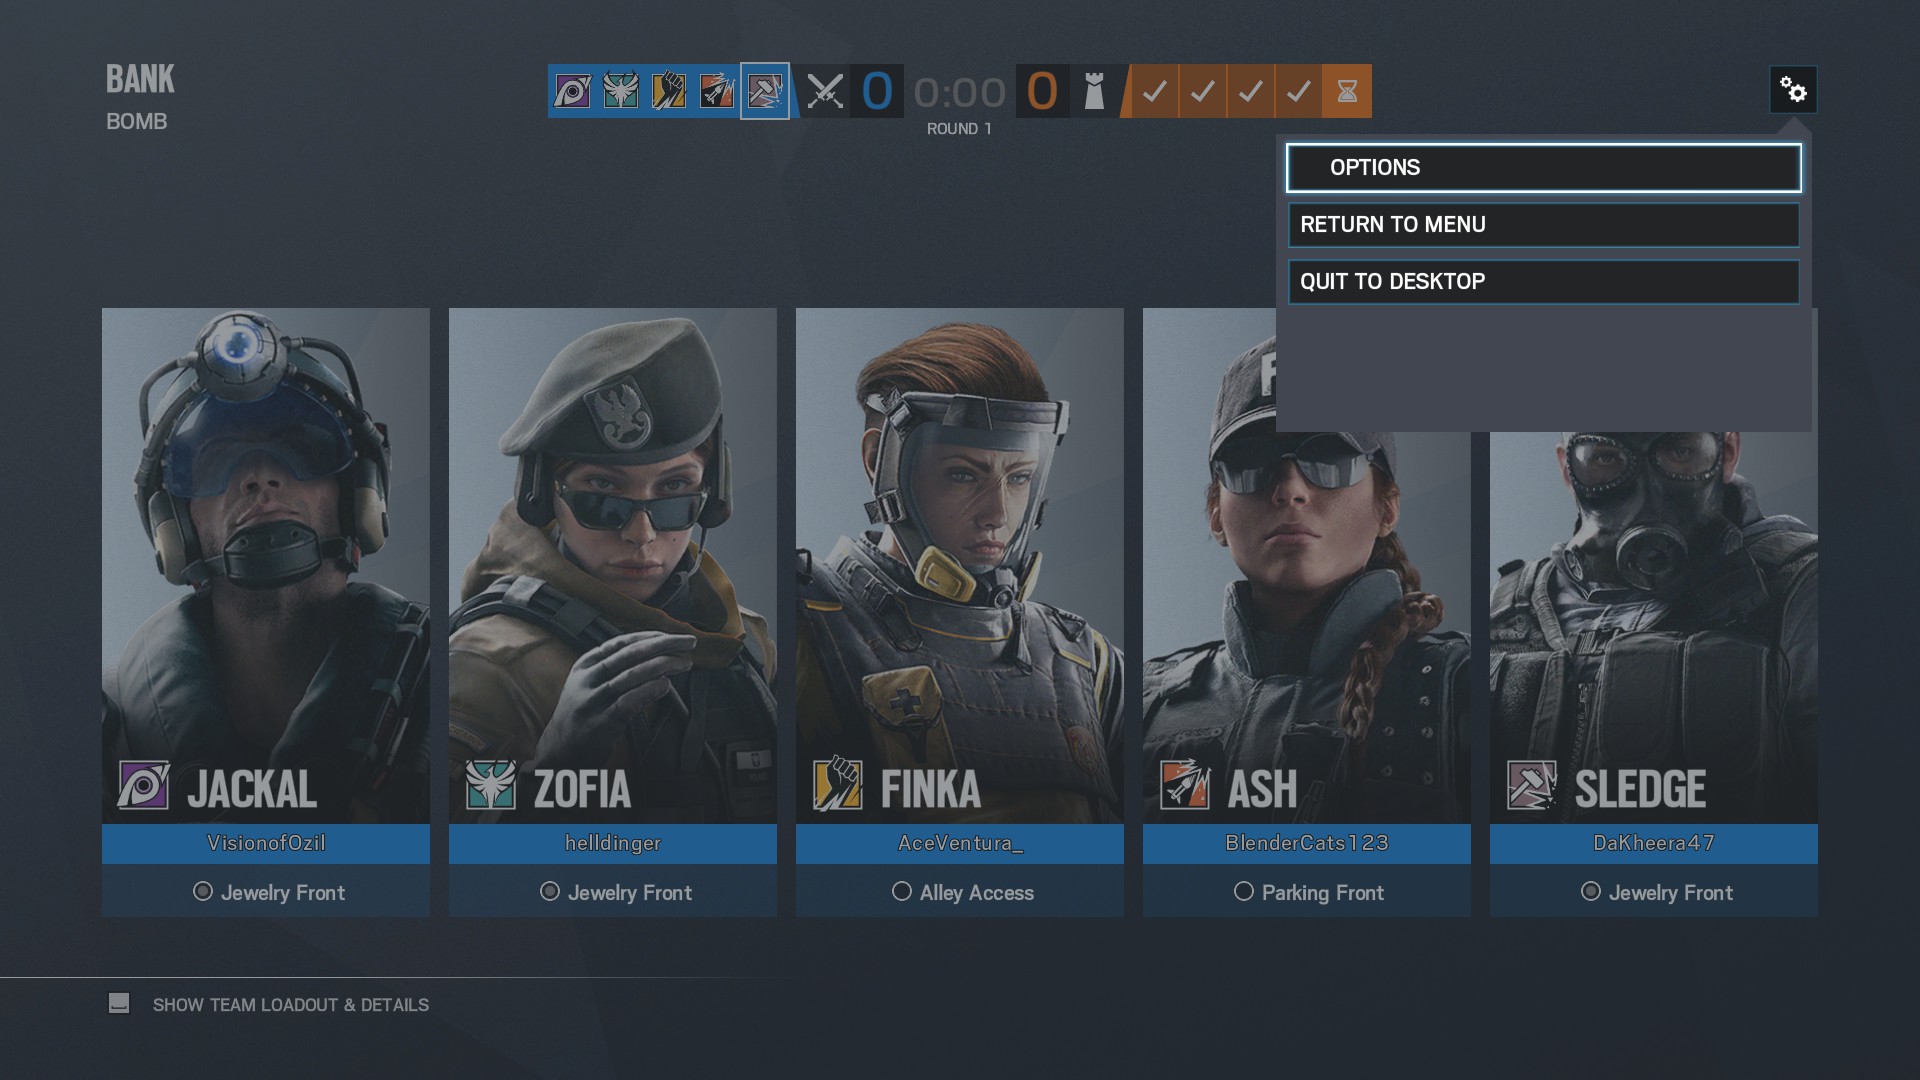 BANK
BOMB
0 0:00 0
ROUND 1
OPTIONS
RETURN TO MENU
QUIT TO DESKTOP
F
JACKAL
ZOFIA
FINKA
ASH
SLEDGE
VisionofOzil
helldinger
AceVentura_
BlenderCats123
DaKheera47
Jewelry Front
Jewelry Front
Alley Access
Parking Front
Jewelry Front
SHOW TEAM LOADOUT & DETAILS